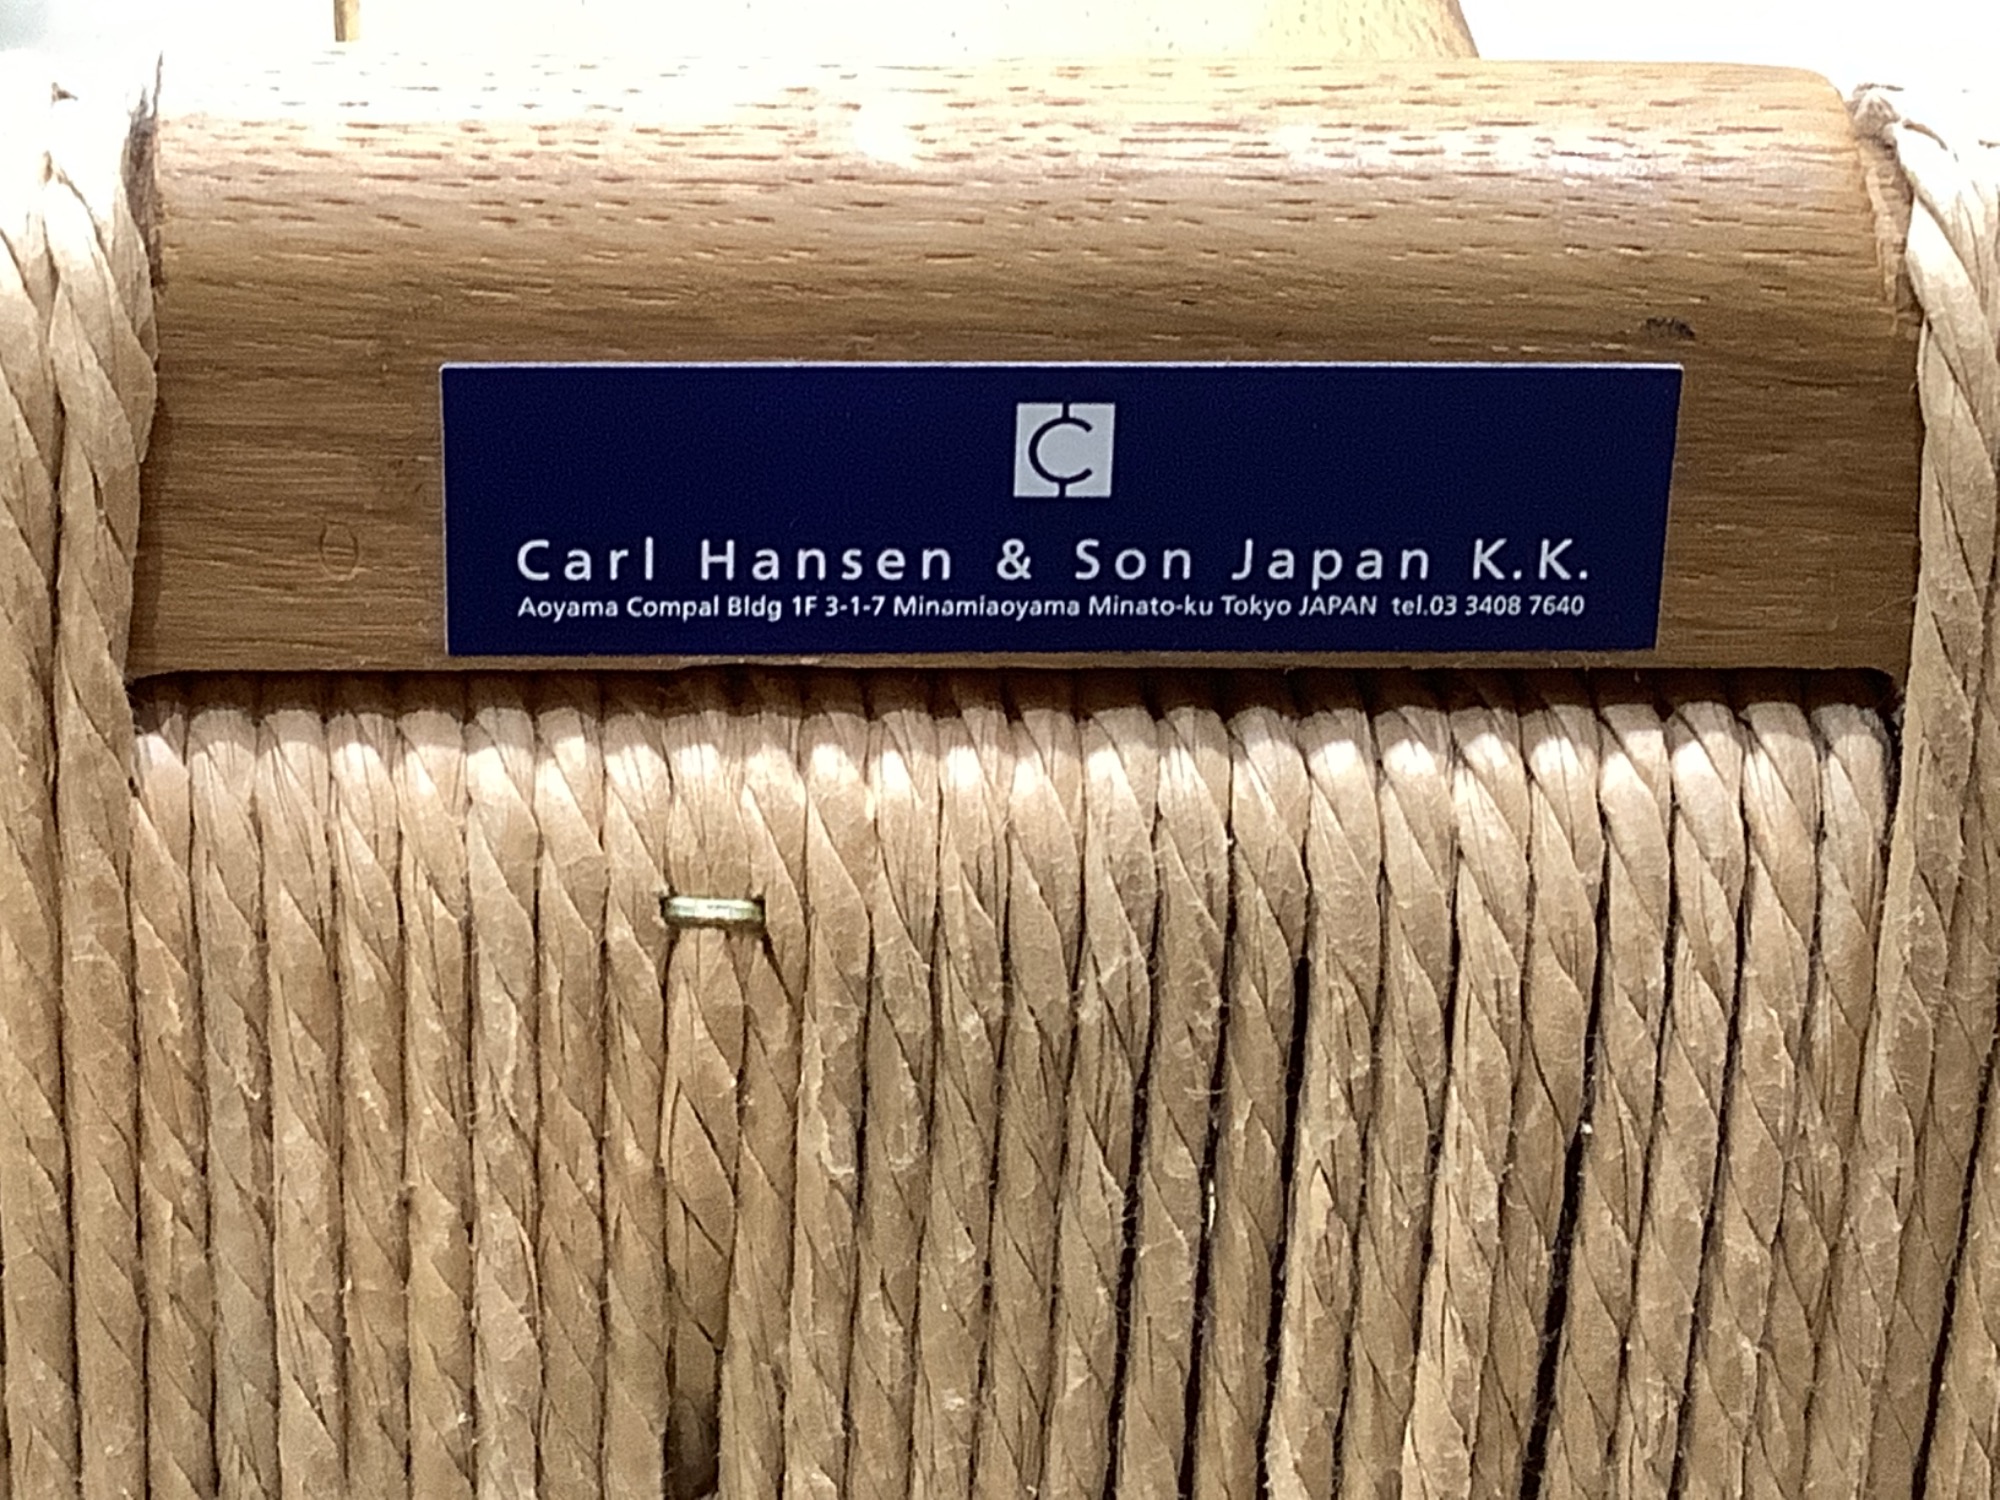 C
Carl Hansen & Son Japan K.K.
Aoyama Compal Bldg 1F 3-1-7 Minamiaoyama Minato-ku Tokyo JAPAN tel.03 3408 7640